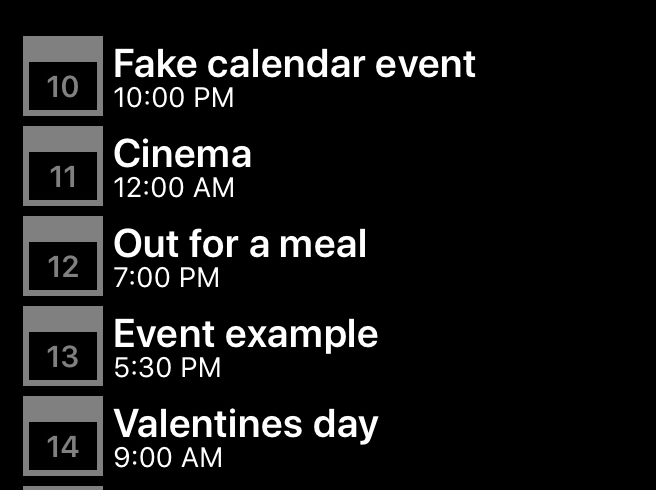 10
Fake calendar event
10:00 PM
11
Cinema
12:00 AM
12
Out for a meal
7:00 PM
13
Event example
5:30 PM
14
Valentines day
9:00 AM